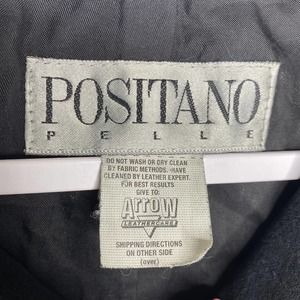 POSITANO
PELLE
DO NOT WASH OR DRY CLEAN
BY FABRIC METHODS. HAVE
CLEANED BY LEATHER EXPERT.
FOR BEST RESULTS
GIVE TO:
ARROW
LEATHERCARE
SHIPPING DIRECTIONS
ON OTHER SIDE
(over)